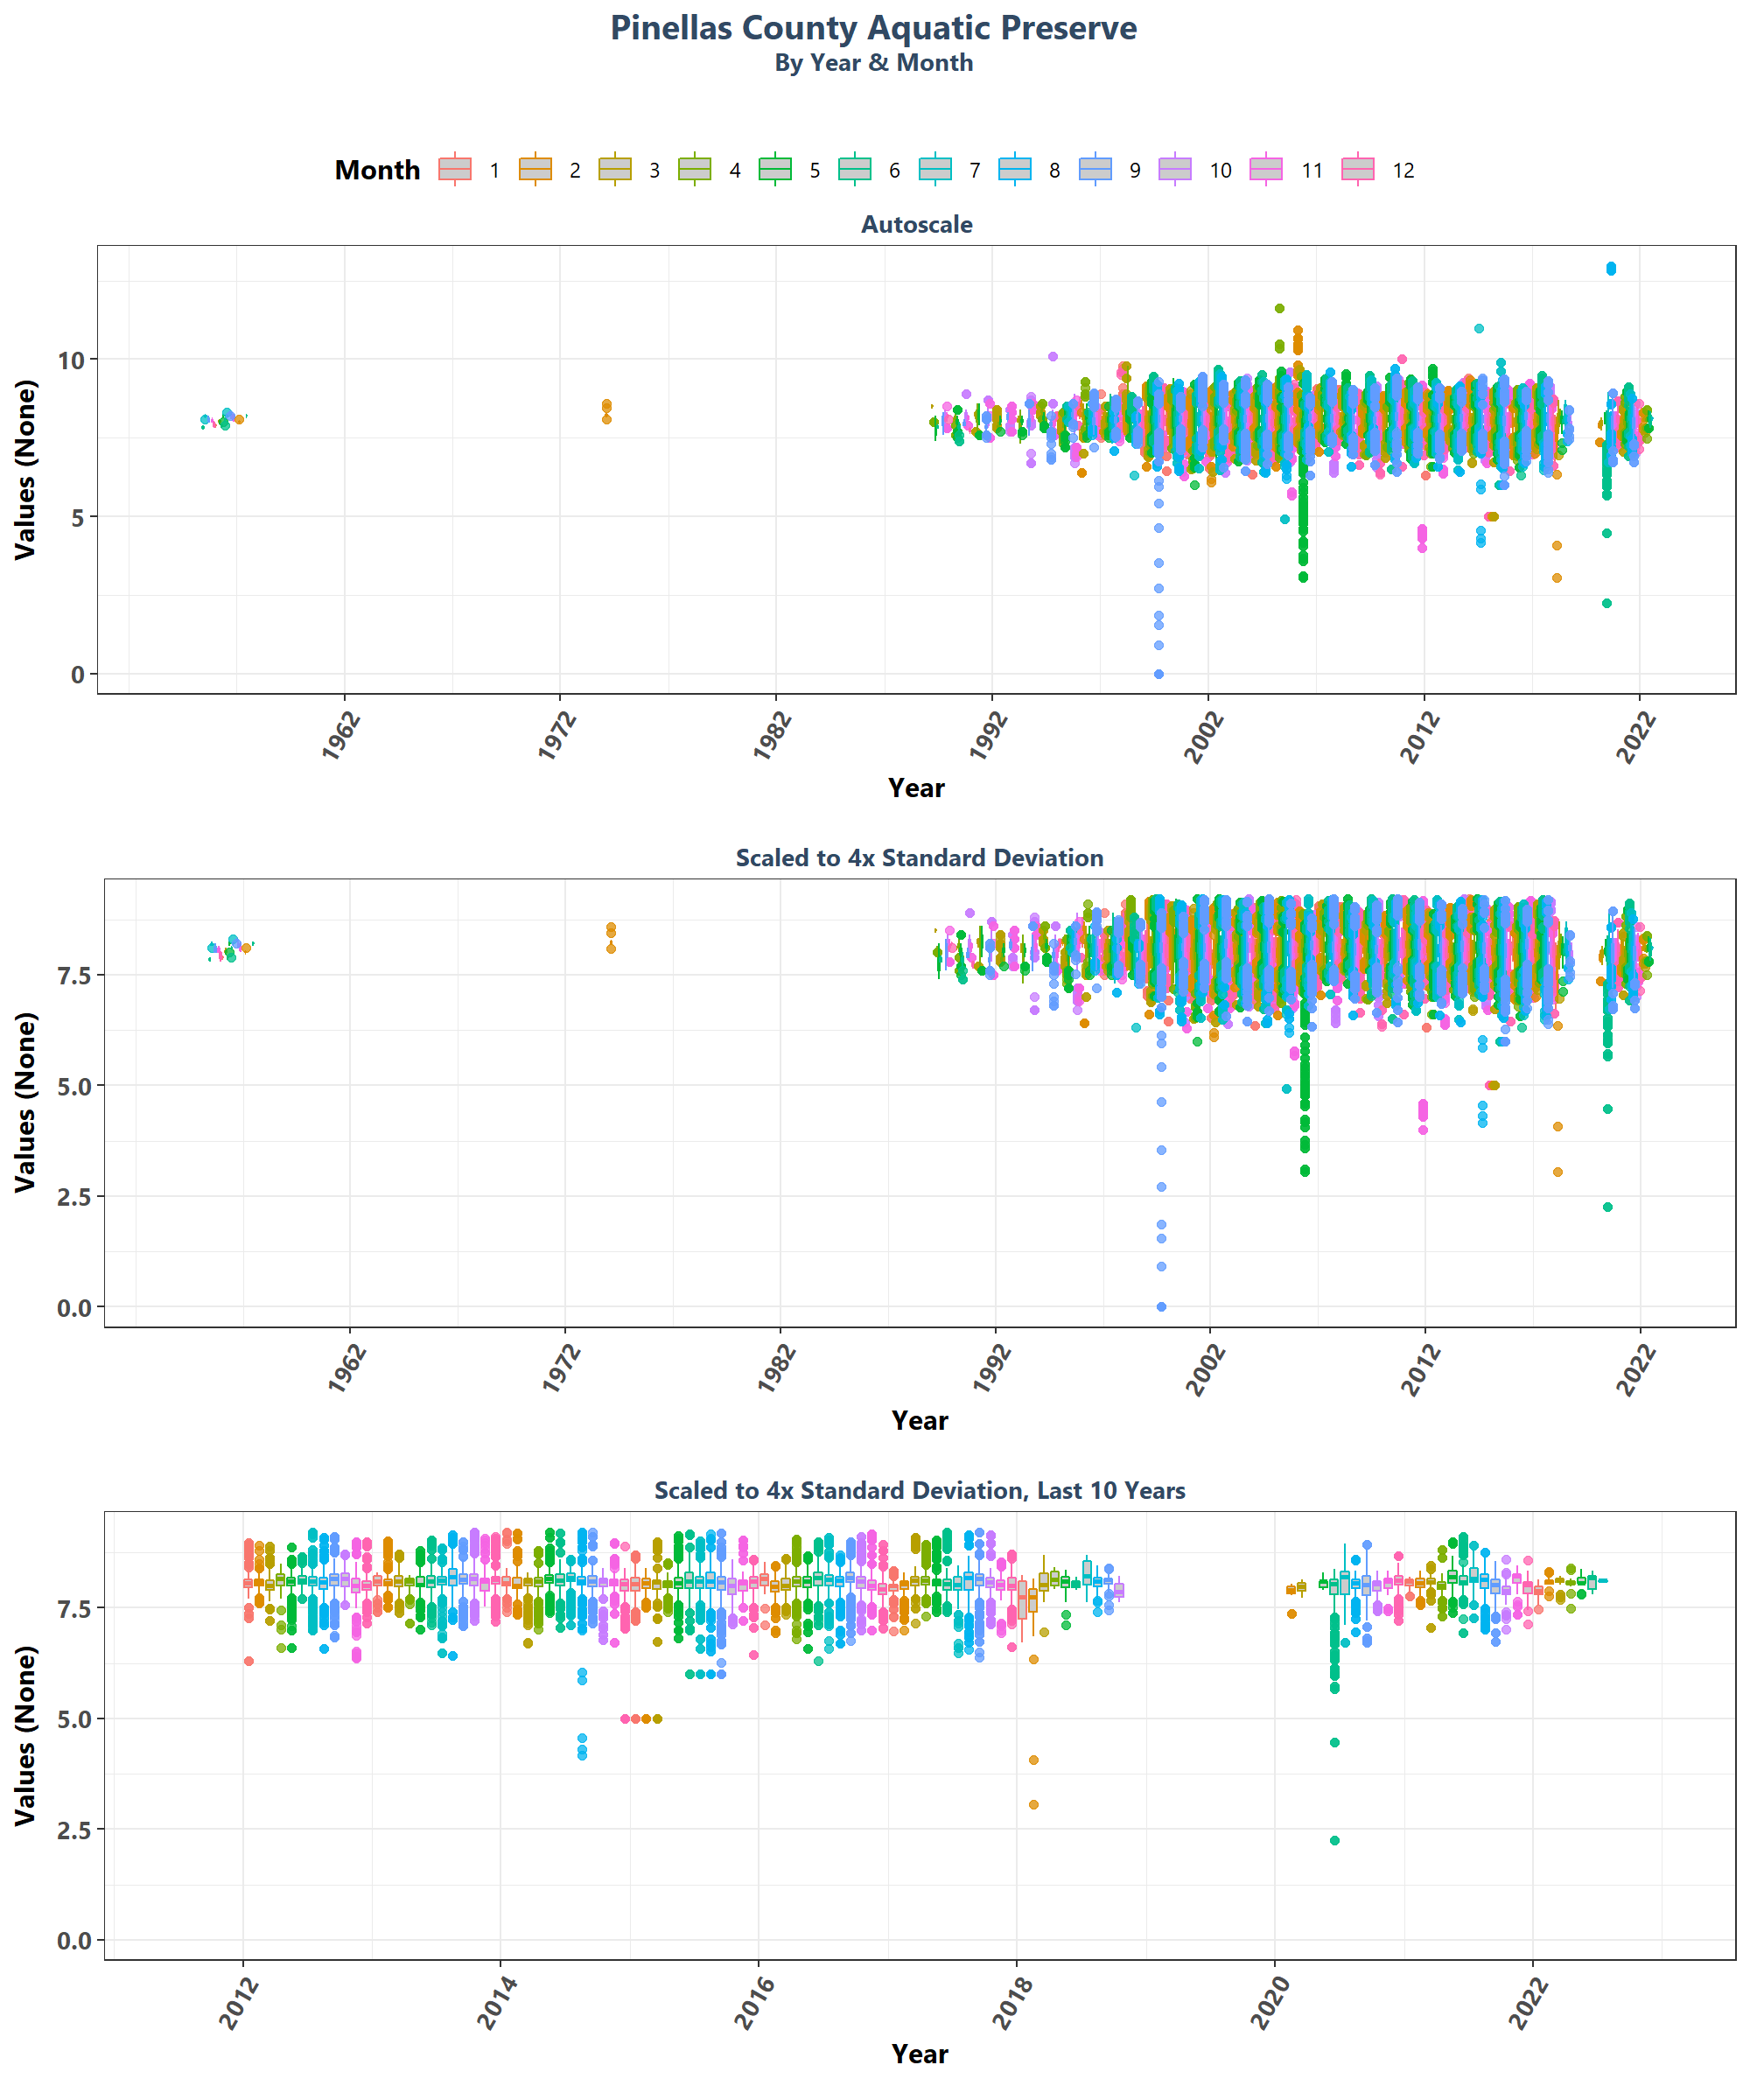 Pinellas County Aquatic Preserve
By Year & Month
Month 1 2 3 4 5 6 7 8 9 10 11 12
Autoscale
Values (None)
10
5
0
1962 1972 1982 1992 2002 2012 2022
Year
Scaled to 4x Standard Deviation
Values (None)
7.5
5.0
2.5
0.0
1962 1972 1982 1992 2002 2012 2022
Year
Scaled to 4x Standard Deviation, Last 10 Years
Values (None)
7.5
5.0
2.5
0.0
2012 2014 2016 2018 2020 2022
Year